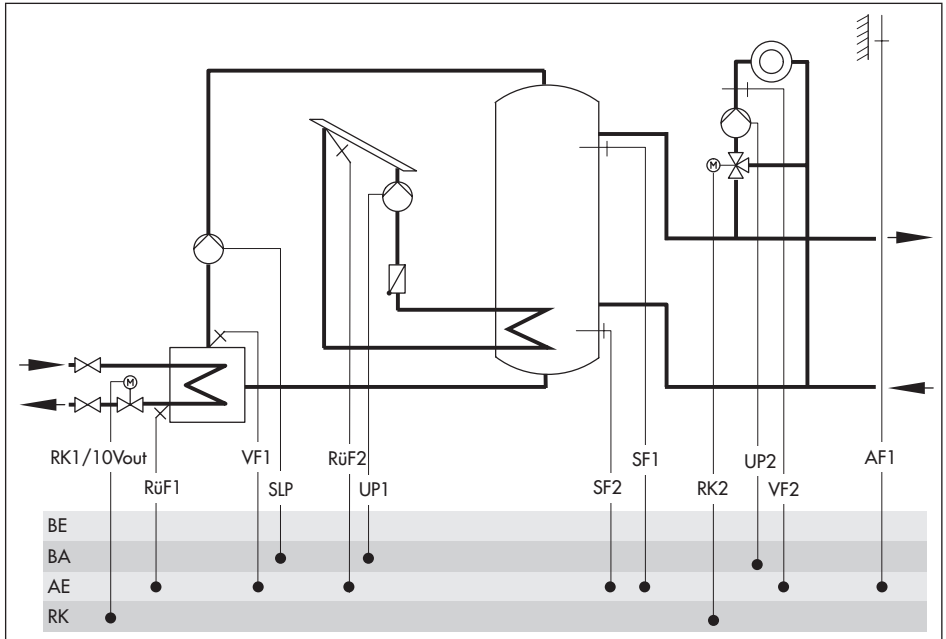 M
M
M
RK1/10Vout
VF1
RüF2
SF1
UP2
AF1
RüF1
SLP
UP1
SF2
RK2
VF2
BE
BA
AE
RK